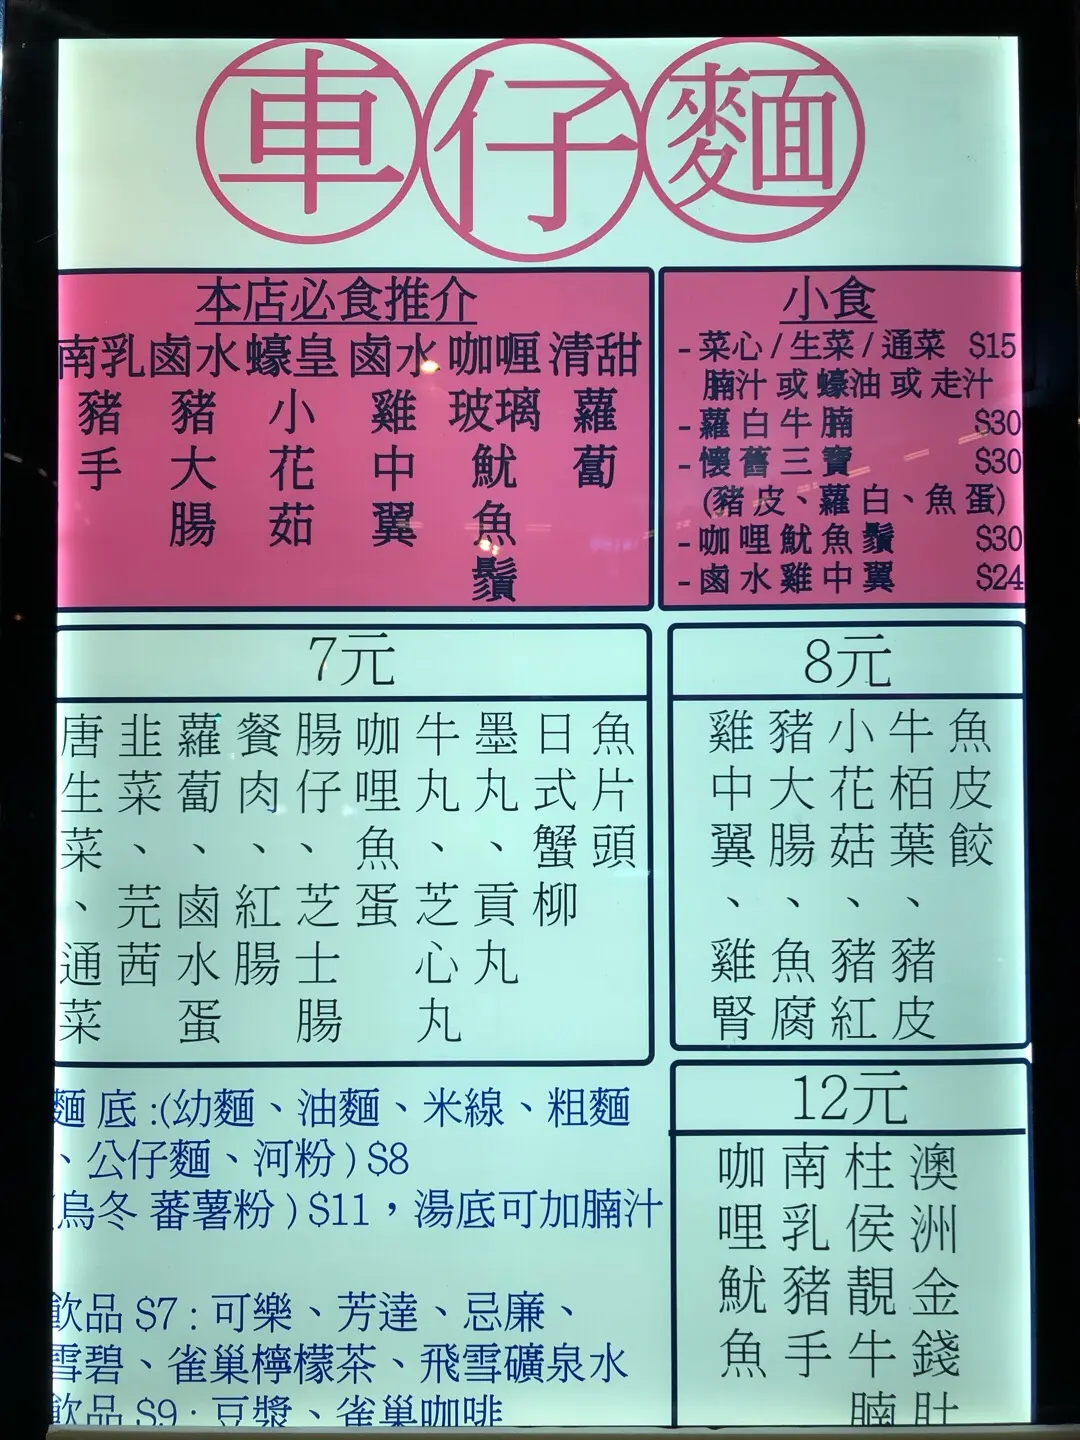 車仔麵
本店必食推介
南乳豬手
鹵水豬大腸
蠔皇小花茹
鹵水雞中翼
咖喱玻璃魷魚鬚
清甜蘿蔔
小食
- 菜心 / 生菜 / 通菜 $15
腩汁 或 蠔油 或 走汁
- 蘿白牛腩 $30
- 懷舊三寶 $30
(豬皮、蘿白、魚蛋)
- 咖哩魷魚鬚 $30
- 鹵水雞中翼 $24
7元
唐生菜、通菜
韭菜、芫茜
蘿蔔、鹵水蛋
餐肉、紅腸
腸仔、芝士腸
咖哩魚蛋
牛丸、芝心丸
墨丸、貢丸
日式蟹柳
魚片頭
8元
雞中翼、雞腎
豬大腸、魚腐
小花菇、豬紅
牛栢葉、豬皮
魚皮餃
麵底:(幼麵、油麵、米線、粗麵
、公仔麵、河粉) $8
(烏冬 蕃薯粉) $11，湯底可加腩汁
飲品 $7 : 可樂、芳達、忌廉、
雪碧、雀巢檸檬茶、飛雪礦泉水
飲品 $9 : 豆漿、雀巢咖啡
12元
咖哩魷魚
南乳豬手
柱侯靚牛腩
澳洲金錢肚